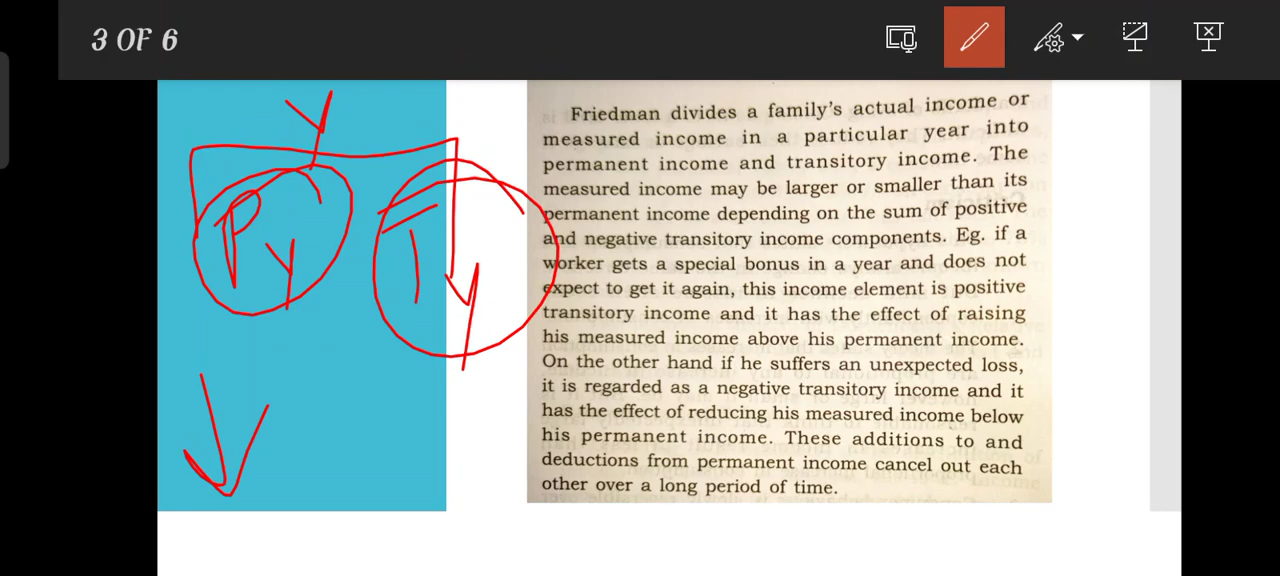 3 OF 6
Y
Py
Ty
Friedman divides a family's actual income or
measured income in a particular year into
permanent income and transitory income. The
measured income may be larger or smaller than its
permanent income depending on the sum of positive
and negative transitory income components. Eg. if a
worker gets a special bonus in a year and does not
expect to get it again, this income element is positive
transitory income and it has the effect of raising
his measured income above his permanent income.
On the other hand if he suffers an unexpected loss,
it is regarded as a negative transitory income and it
has the effect of reducing his measured income below
his permanent income. These additions to and
deductions from permanent income cancel out each
other over a long period of time.